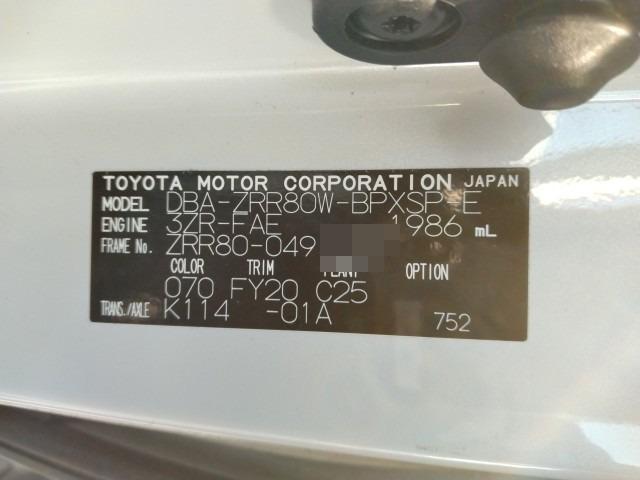 TOYOTA MOTOR CORPORATION JAPAN
MODEL DBA-ZRR80W-BPXSP-E
ENGINE 3ZR-FAE 1986 mL
FRAME No. ZRR80-049
COLOR TRIM PLANT OPTION
070 FY20 C25
TRANS./AXLE K114 -01A 752